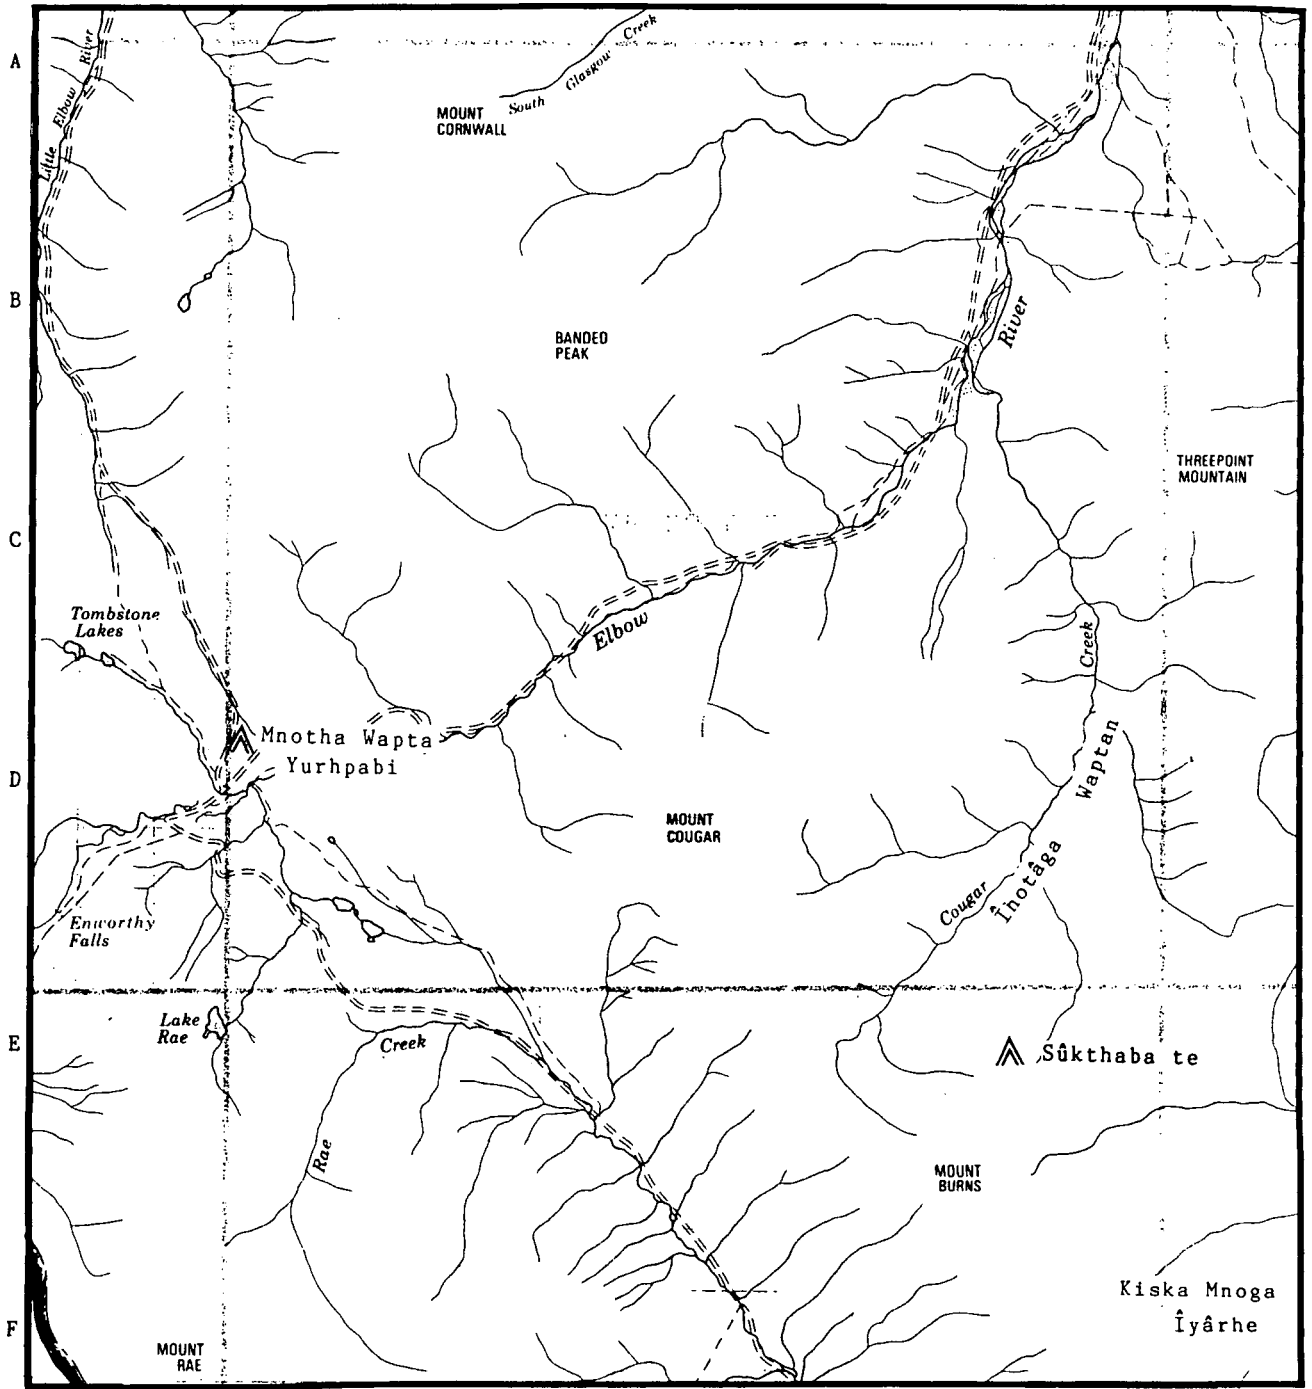 A
River
Elbow
Little
South Glasgow Creek
MOUNT
CORNWALL
B
River
BANDED
PEAK
THREEPOINT
MOUNTAIN
C
Tombstone
Lakes
Elbow
Creek
Mnotha Wapta
Yurhpabi
D
Waptan
MOUNT
COUGAR
Îhotâga
Cougar
Enworthy
Falls
E
Lake
Rae
Creek
Sûkthaba te
Rae
MOUNT
BURNS
Kiska Mnoga
Îyârhe
F
MOUNT
RAE